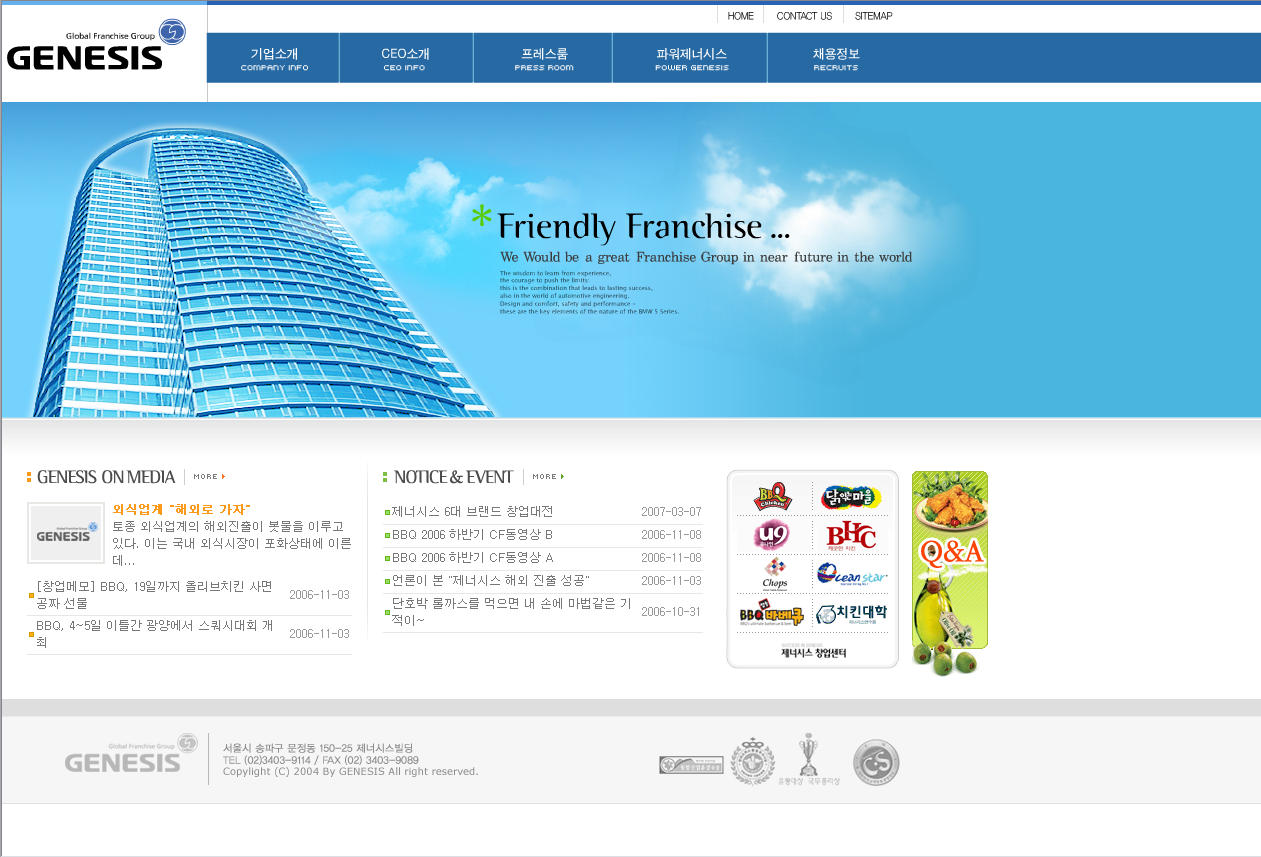 HOME
CONTACT US
SITEMAP
Global Franchise Group
GENESIS
기업소개
COMPANY INFO
CEO소개
CEO INFO
프레스룸
PRESS ROOM
파워제너시스
POWER GENESIS
채용정보
RECRUITS
*Friendly Franchise ...
We Would be a great Franchise Group in near future in the world
The wisdom to learn from experience,
the courage to push the limits:
this is the combination that leads to lasting success,
also in the world of automotive engineering.
Design and comfort, safety and performance -
these are the key elements of the nature of the BMW 5 Series.
GENESIS ON MEDIA
MORE
GENESIS
외식업계 "해외로 가자"
토종 외식업계의 해외진출이 봇물을 이루고
있다. 이는 국내 외식시장이 포화상태에 이른
데...
[창업메모] BBQ, 19일까지 올리브치킨 사면
공짜 선물
2006-11-03
BBQ, 4~5일 이틀간 광양에서 스쿼시대회 개
최
2006-11-03
NOTICE & EVENT
MORE
제너시스 6대 브랜드 창업대전 2007-03-07
BBQ 2006 하반기 CF동영상 B 2006-11-08
BBQ 2006 하반기 CF동영상 A 2006-11-08
언론이 본 "제너시스 해외 진출 성공" 2006-11-03
단호박 롤까스를 먹으면 내 손에 마법같은 기
적이~
2006-10-31
BBQ Chicken
닭익는마을
u9
BHC
깨끗한 치킨
Chops
Ocean star
BBQ 바베큐
치킨대학
제너시스 창업센터
Q&A
Global Franchise Group
GENESIS
서울시 송파구 문정동 150-25 제너시스빌딩
TEL (02)3403-9114 / FAX (02) 3403-9089
Copylight (C) 2004 By GENESIS All right reserved.
유통대상 국무총리상